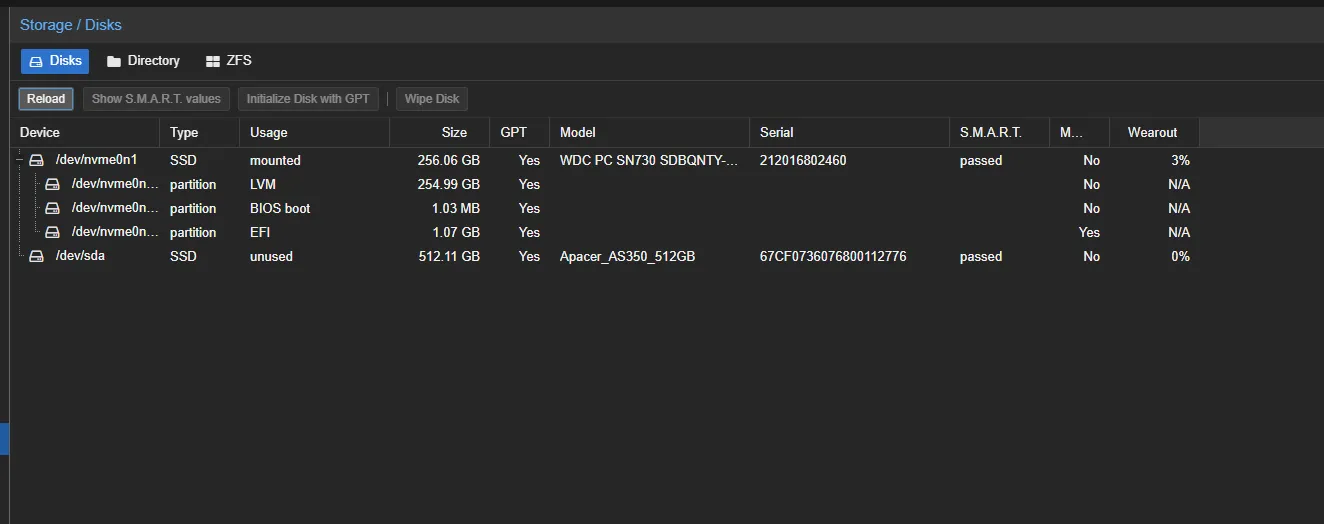 Storage / Disks
Disks Directory ZFS
Reload Show S.M.A.R.T. values Initialize Disk with GPT Wipe Disk
Device Type Usage Size GPT Model Serial S.M.A.R.T. M... Wearout
/dev/nvme0n1 SSD mounted 256.06 GB Yes WDC PC SN730 SDBQNTY-... 212016802460 passed No 3%
/dev/nvme0n... partition LVM 254.99 GB Yes No N/A
/dev/nvme0n... partition BIOS boot 1.03 MB Yes No N/A
/dev/nvme0n... partition EFI 1.07 GB Yes Yes N/A
/dev/sda SSD unused 512.11 GB Yes Apacer_AS350_512GB 67CF0736076800112776 passed No 0%